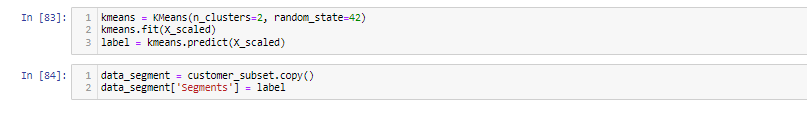 In [83]: 1 kmeans = KMeans(n_clusters=2, random_state=42)
2 kmeans.fit(X_scaled)
3 label = kmeans.predict(X_scaled)
In [84]: 1 data_segment = customer_subset.copy()
2 data_segment['Segments'] = label